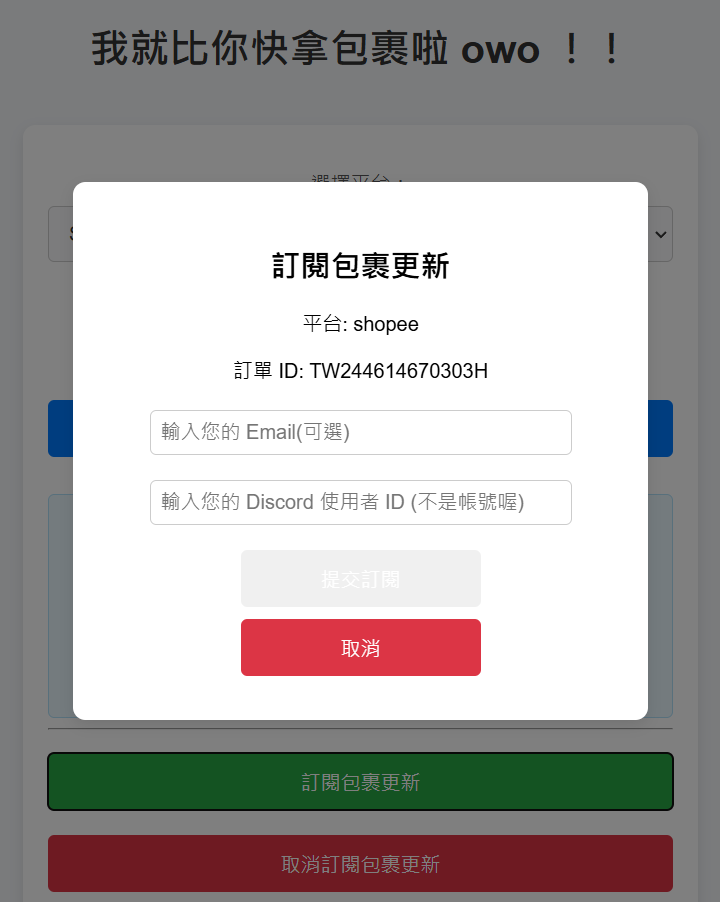 我就比你快拿包裹啦 owo ！！
選擇平台：
訂閱包裹更新
平台: shopee
訂單 ID: TW244614670303H
輸入您的 Email(可選)
輸入您的 Discord 使用者 ID (不是帳號喔)
提交訂閱
取消
訂閱包裹更新
取消訂閱包裹更新